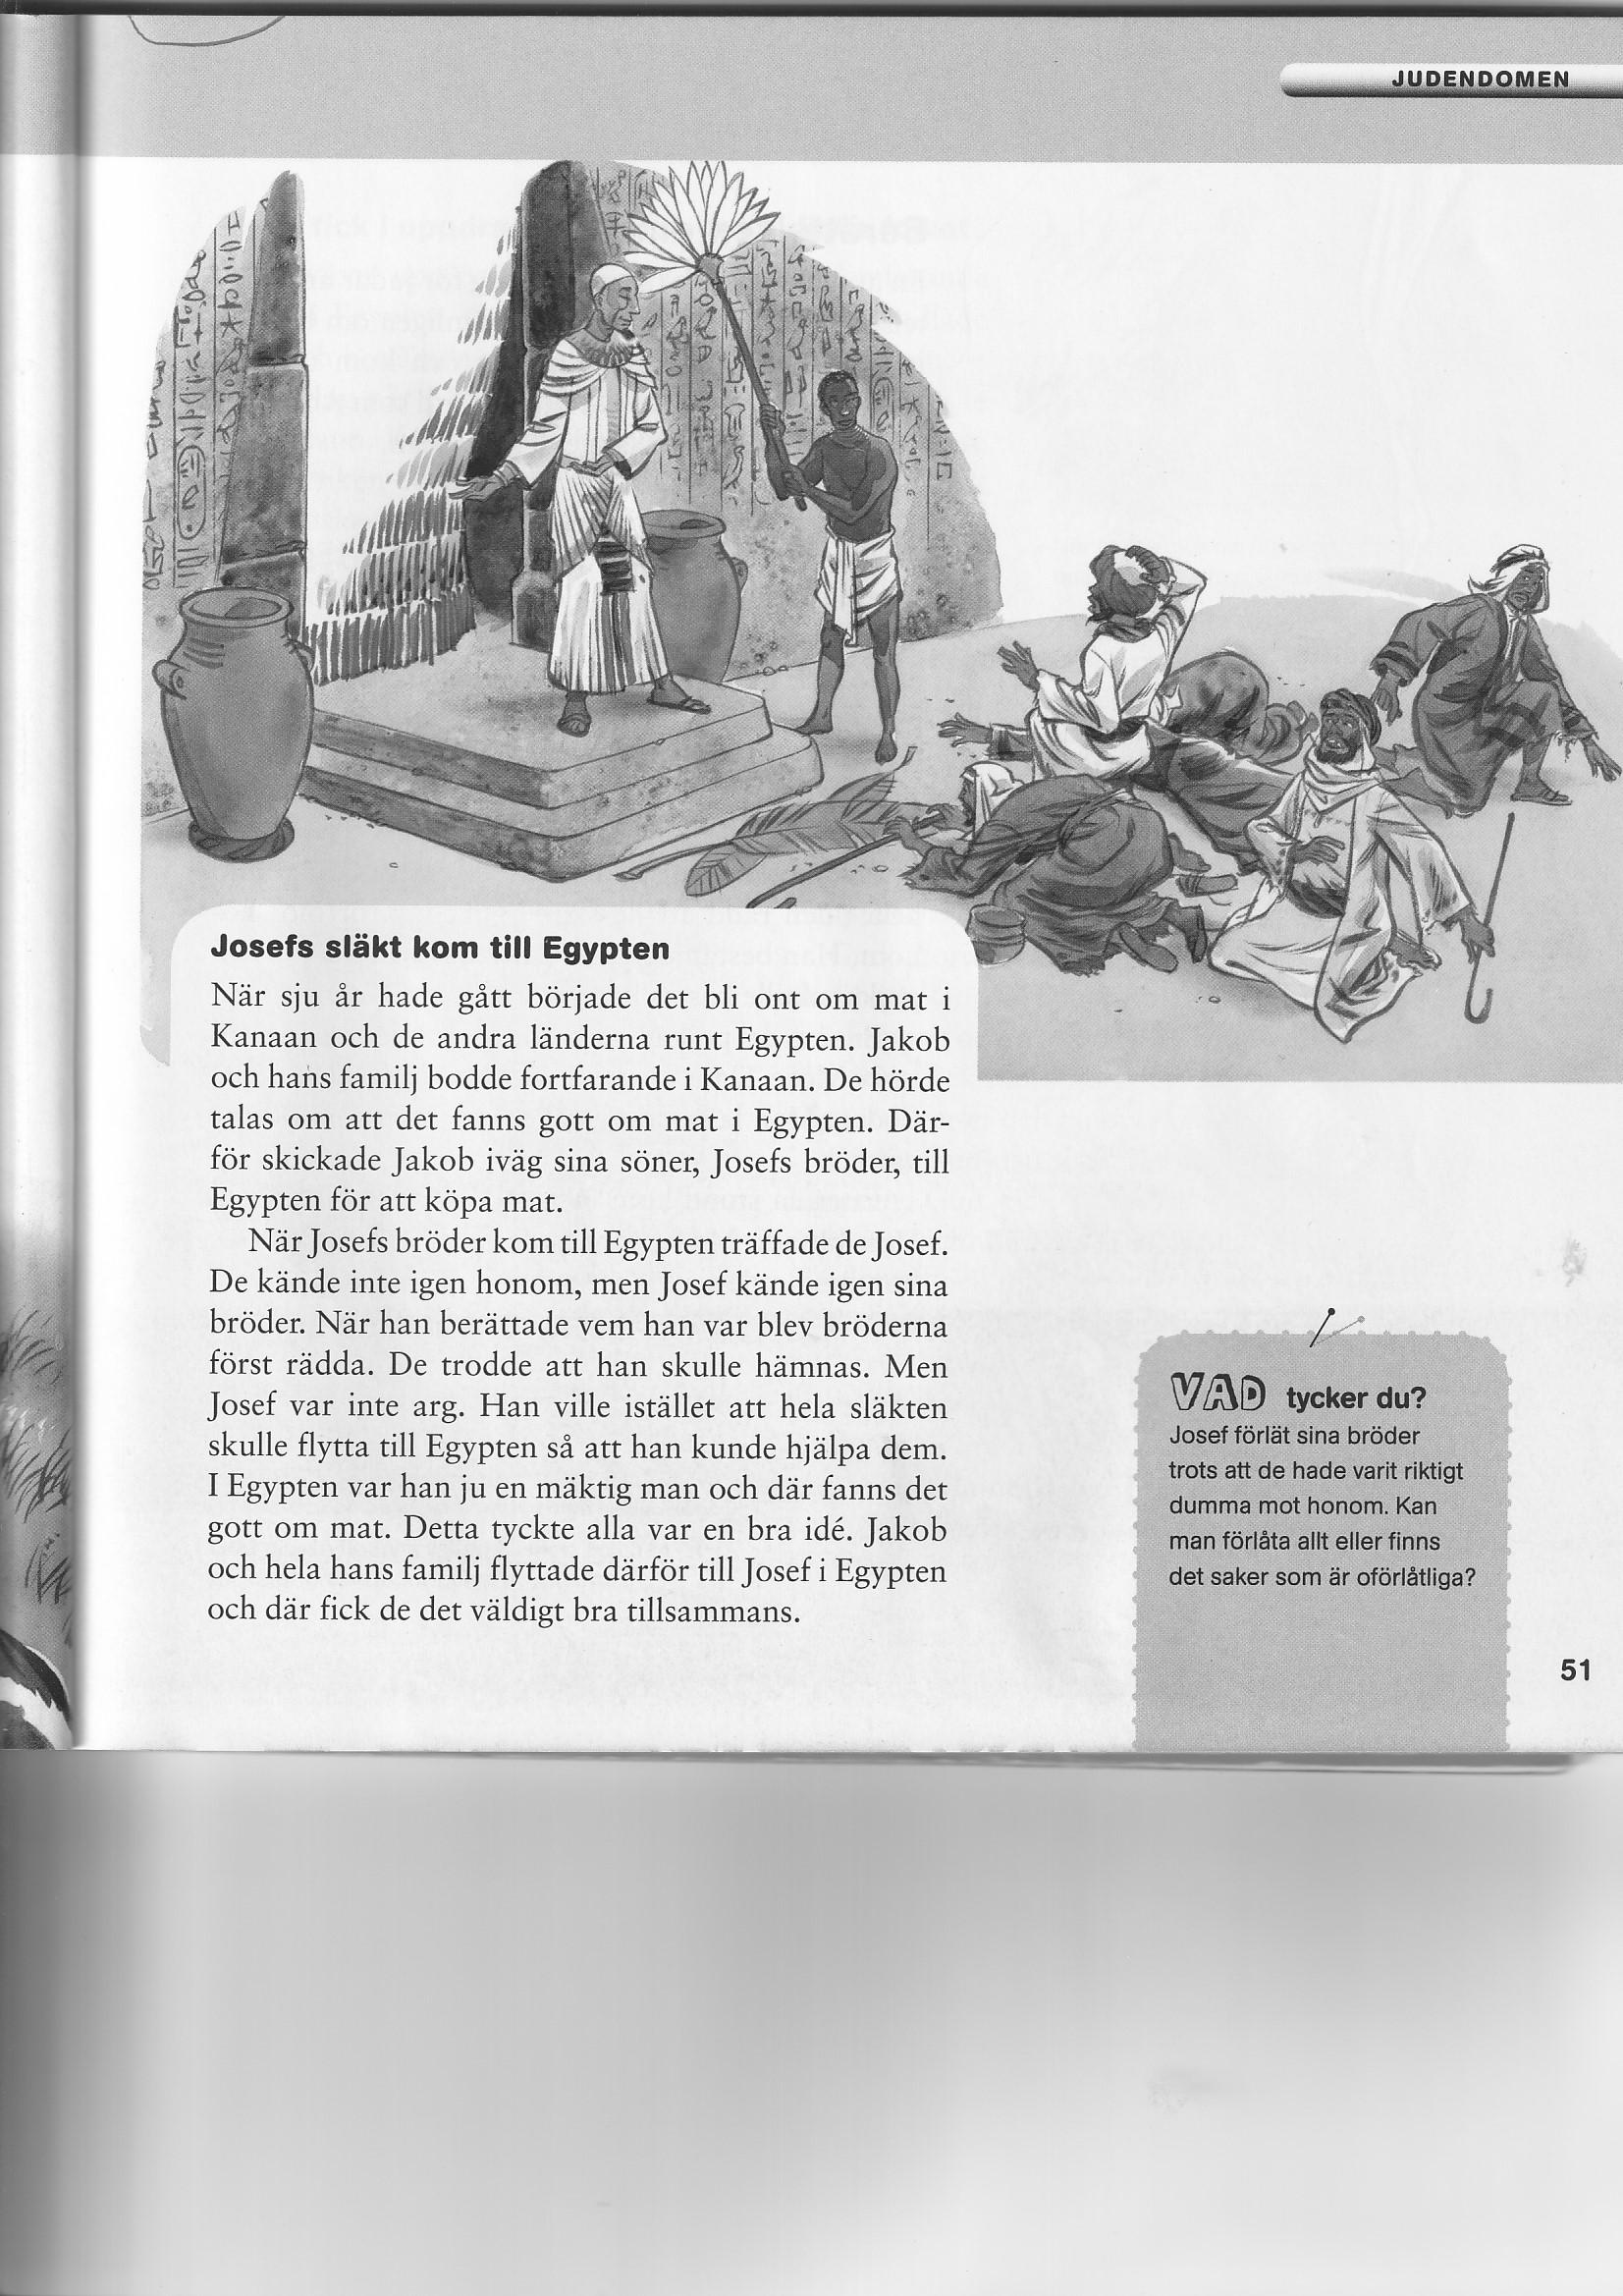 JUDENDOMEN
Josefs släkt kom till Egypten
När sju år hade gått började det bli ont om mat i
Kanaan och de andra länderna runt Egypten. Jakob
och hans familj bodde fortfarande i Kanaan. De hörde
talas om att det fanns gott om mat i Egypten. Där-
för skickade Jakob iväg sina söner, Josefs bröder, till
Egypten för att köpa mat.
När Josefs bröder kom till Egypten träffade de Josef.
De kände inte igen honom, men Josef kände igen sina
bröder. När han berättade vem han var blev bröderna
först rädda. De trodde att han skulle hämnas. Men
Josef var inte arg. Han ville istället att hela släkten
skulle flytta till Egypten så att han kunde hjälpa dem.
I Egypten var han ju en mäktig man och där fanns det
gott om mat. Detta tyckte alla var en bra idé. Jakob
och hela hans familj flyttade därför till Josef i Egypten
och där fick de det väldigt bra tillsammans.
VAD tycker du?
Josef förlät sina bröder
trots att de hade varit riktigt
dumma mot honom. Kan
man förlåta allt eller finns
det saker som är oförlåtliga?
51